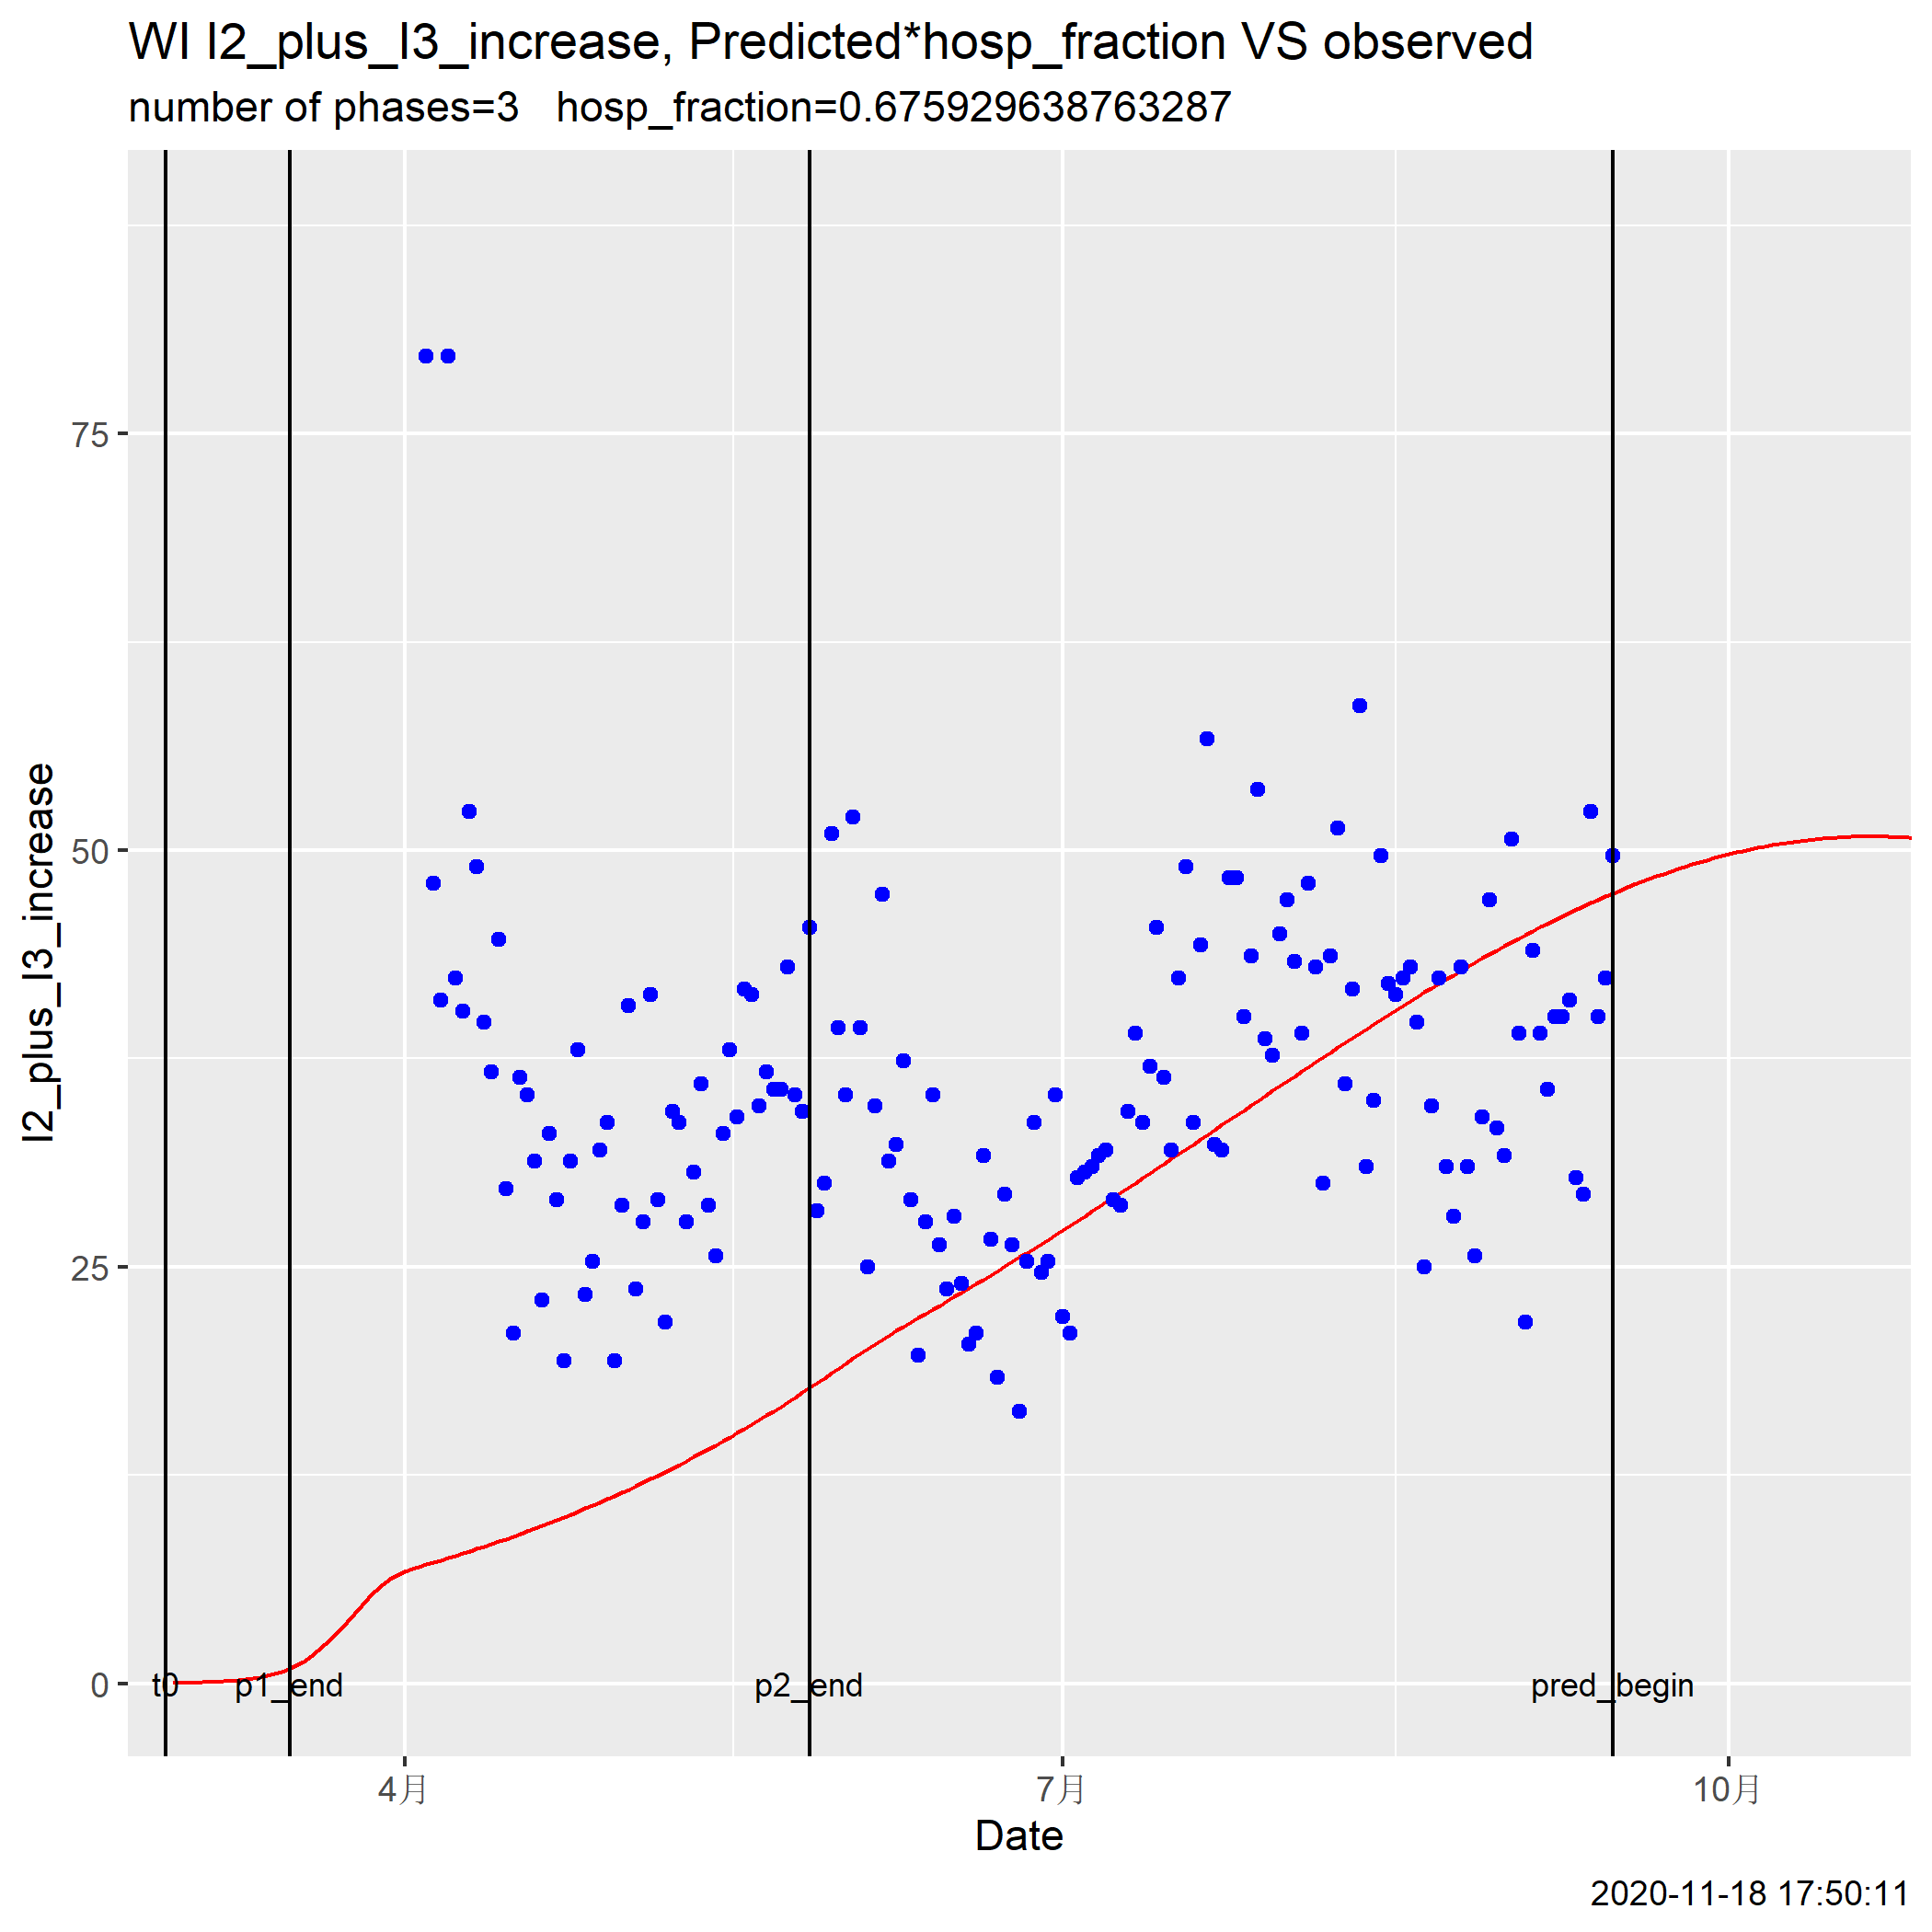 WI I2_plus_I3_increase, Predicted*hosp_fraction VS observed
number of phases=3   hosp_fraction=0.675929638763287
I2_plus_I3_increase
75
50
25
0
t0
p1_end
p2_end
pred_begin
4月
7月
10月
Date
2020-11-18 17:50:11